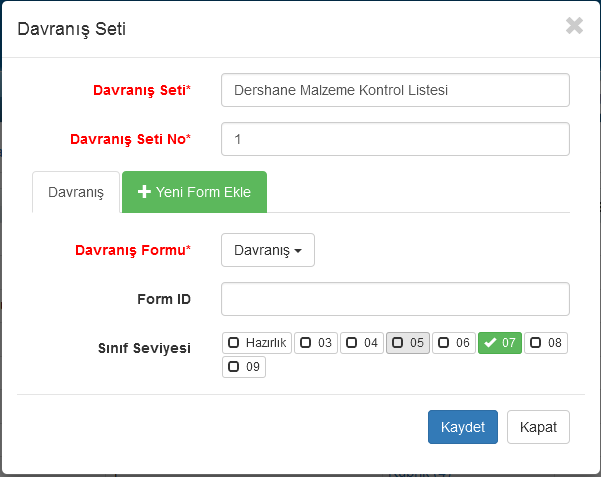 Davranış Seti
Davranış Seti* Dershane Malzeme Kontrol Listesi
Davranış Seti No* 1
Davranış Yeni Form Ekle
Davranış Formu* Davranış
Form ID
Sınıf Seviyesi Hazırlık 03 04 05 06 07 08
09
Kaydet Kapat